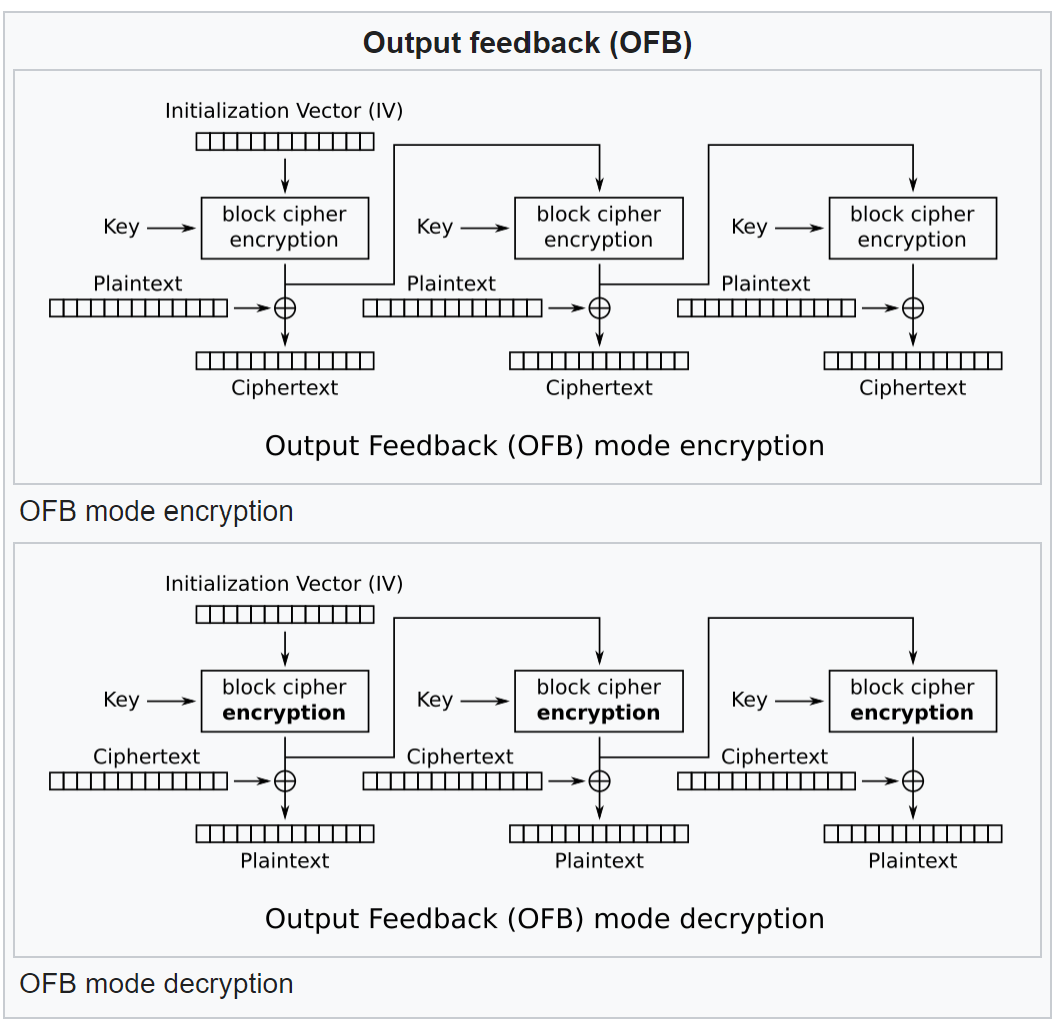 Output feedback (OFB)
Initialization Vector (IV)
Key
block cipher
encryption
Key
block cipher
encryption
Key
block cipher
encryption
Plaintext
Plaintext
Plaintext
Ciphertext
Ciphertext
Ciphertext
Output Feedback (OFB) mode encryption
OFB mode encryption
Initialization Vector (IV)
Key
block cipher
encryption
Key
block cipher
encryption
Key
block cipher
encryption
Ciphertext
Ciphertext
Ciphertext
Plaintext
Plaintext
Plaintext
Output Feedback (OFB) mode decryption
OFB mode decryption